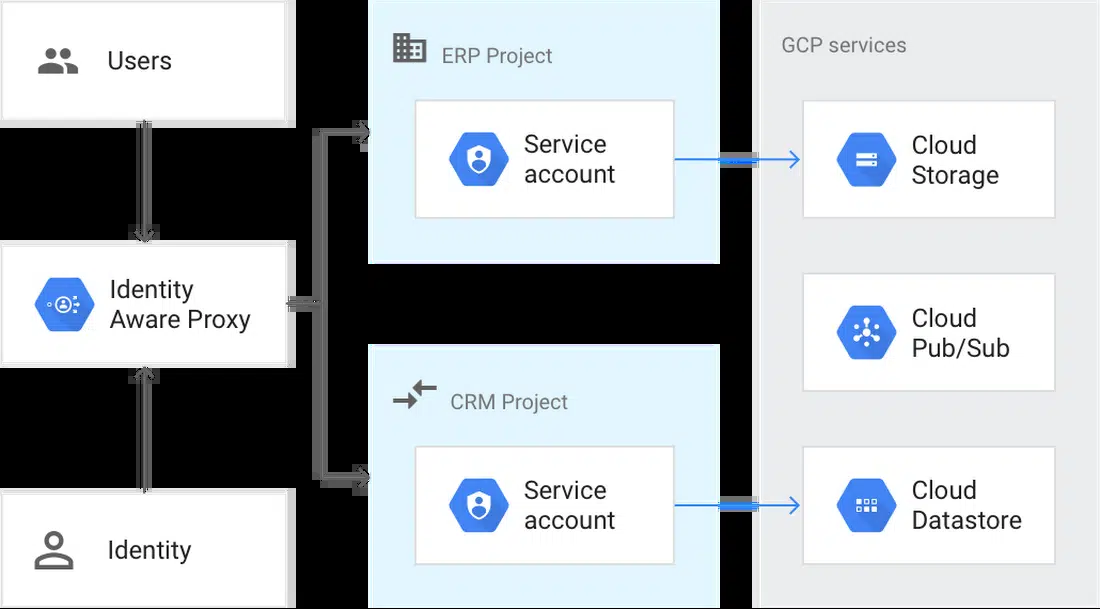 Users
Identity
Aware Proxy
Identity
ERP Project
Service
account
CRM Project
Service
account
GCP services
Cloud
Storage
Cloud
Pub/Sub
Cloud
Datastore